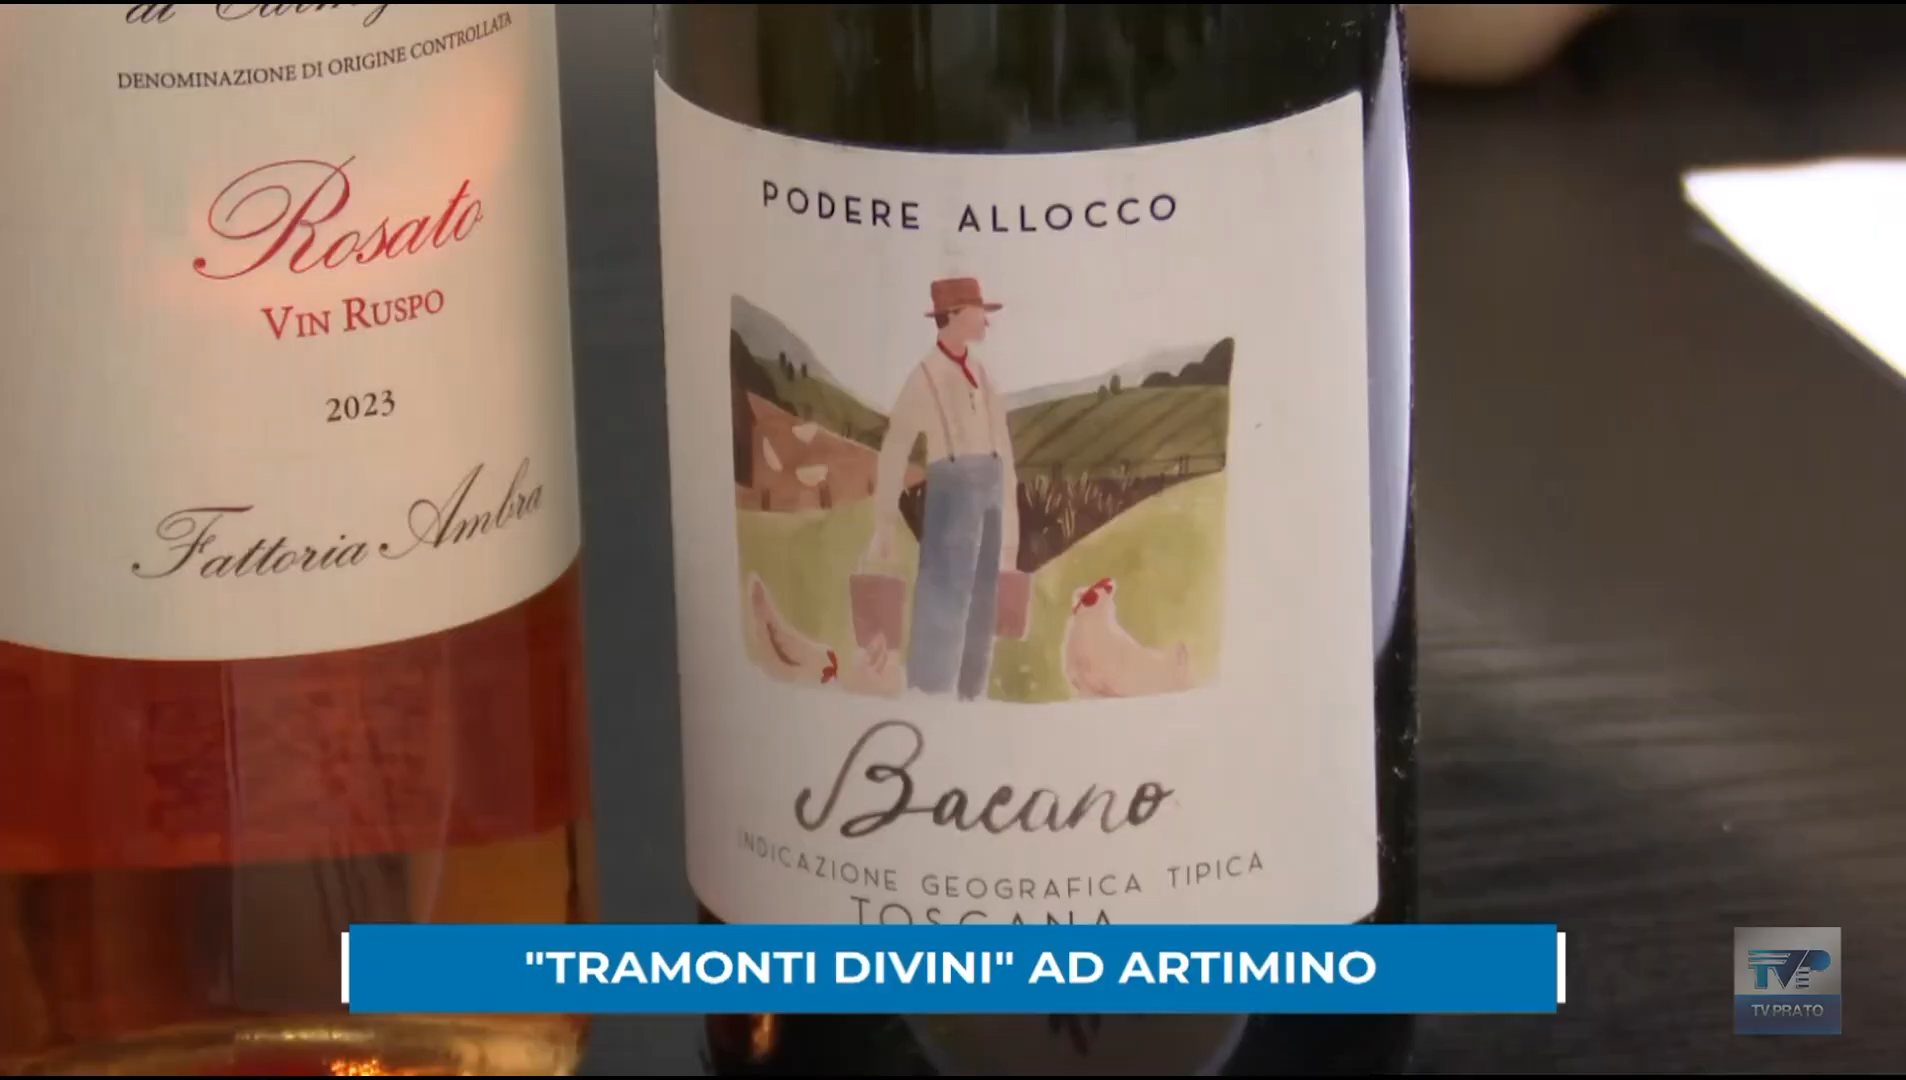 DENOMINAZIONE DI ORIGINE CONTROLLATA
Rosato
VIN RUSPO
2023
Fattoria Ambra
PODERE ALLOCCO
Bacano
INDICAZIONE GEOGRAFICA TIPICA
TOSCANA
"TRAMONTI DIVINI" AD ARTIMINO
TVP
TV PRATO